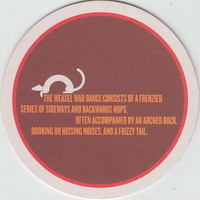 THE WEASEL WAR DANCE CONSISTS OF A FRENZIED
SERIES OF SIDEWAYS AND BACKWARDS HOPS,
OFTEN ACCOMPANIED BY AN ARCHED BACK,
DOOKING OR HISSING NOISES, AND A FRIZZY TAIL.